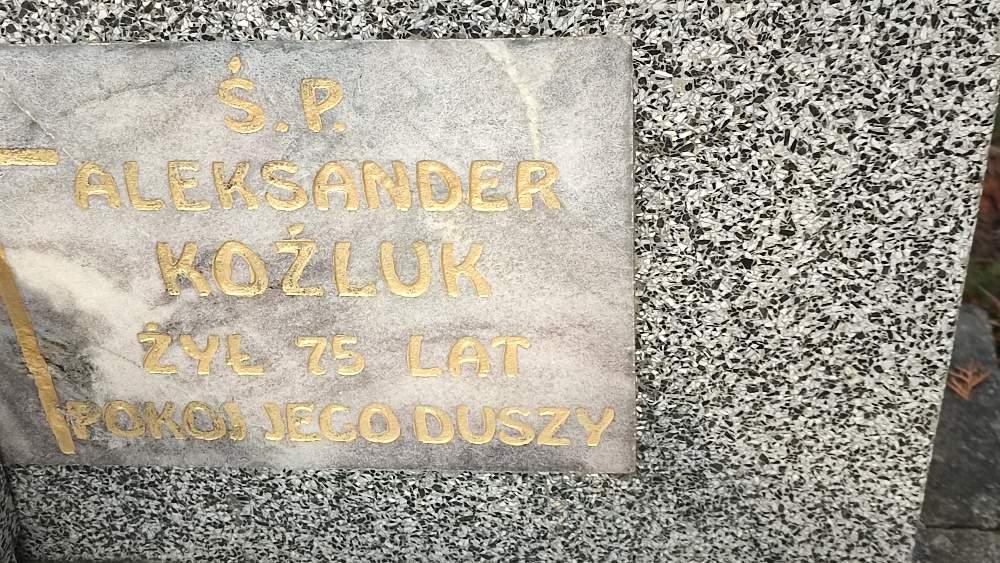 Ś.P.
ALEKSANDER
KOŹLUK
ŻYŁ 75 LAT
POKOJ JEGO DUSZY